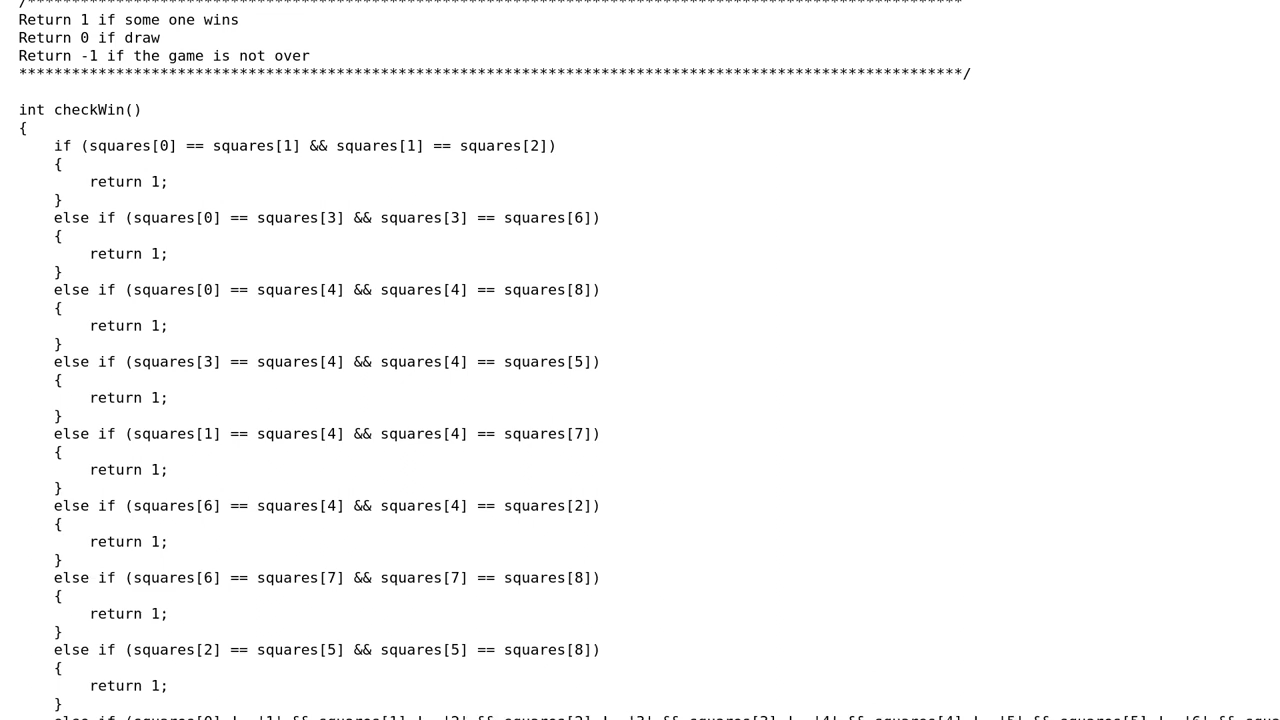 /***********************************************************************************************************
Return 1 if some one wins
Return 0 if draw
Return -1 if the game is not over
***********************************************************************************************************/
int checkWin()
{
    if (squares[0] == squares[1] && squares[1] == squares[2])
    {
        return 1;
    }
    else if (squares[0] == squares[3] && squares[3] == squares[6])
    {
        return 1;
    }
    else if (squares[0] == squares[4] && squares[4] == squares[8])
    {
        return 1;
    }
    else if (squares[3] == squares[4] && squares[4] == squares[5])
    {
        return 1;
    }
    else if (squares[1] == squares[4] && squares[4] == squares[7])
    {
        return 1;
    }
    else if (squares[6] == squares[4] && squares[4] == squares[2])
    {
        return 1;
    }
    else if (squares[6] == squares[7] && squares[7] == squares[8])
    {
        return 1;
    }
    else if (squares[2] == squares[5] && squares[5] == squares[8])
    {
        return 1;
    }